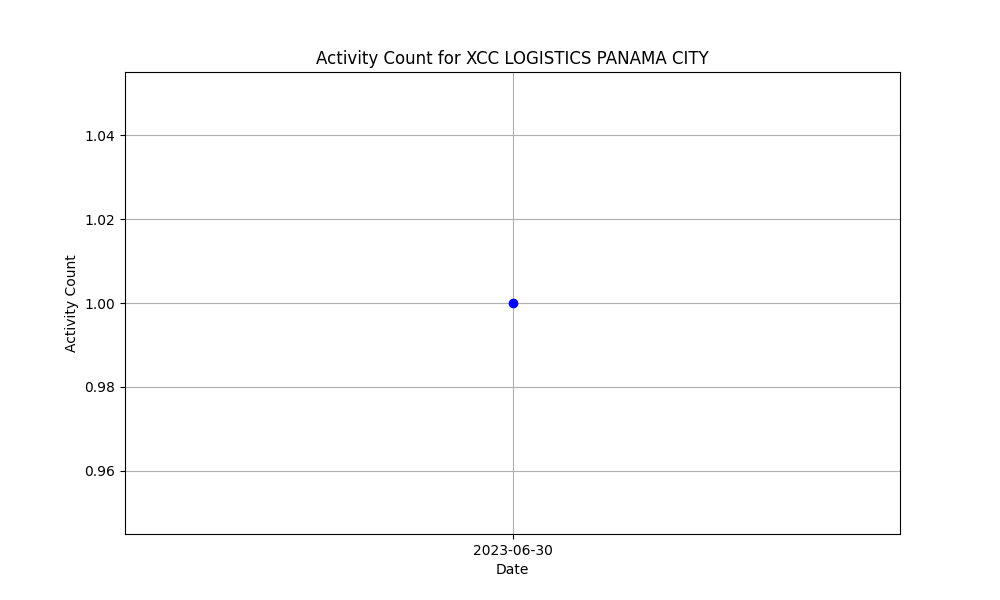 Activity Count for XCC LOGISTICS PANAMA CITY
1.04
1.02
1.00
0.98
0.96
Activity Count
2023-06-30
Date